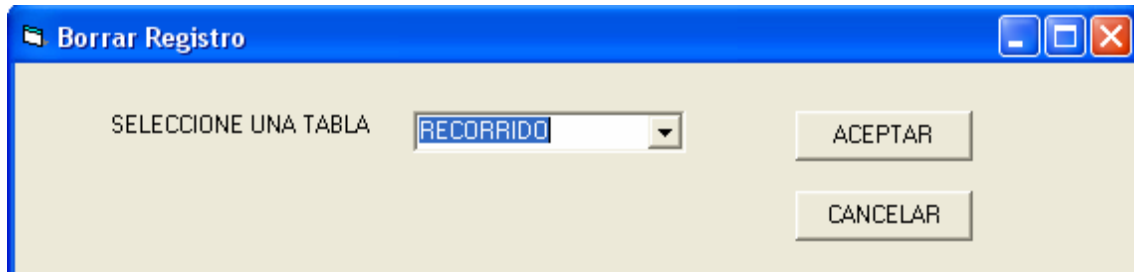 Borrar Registro
SELECCIONE UNA TABLA
RECORRIDO
ACEPTAR
CANCELAR